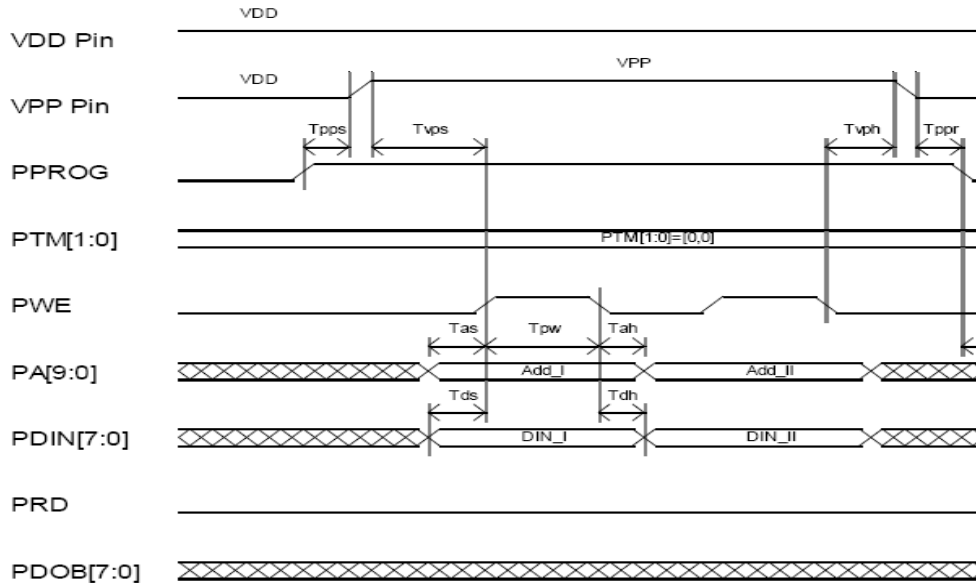 VDD
VDD Pin
VDD
VPP
VPP Pin
Tpps
Tvps
Tvph
Tppr
PPROG
PTM[1:0]
PTM[1:0]=[0,0]
PWE
Tas
Tpw
Tah
PA[9:0]
Add_I
Add_II
Tds
Tdh
PDIN[7:0]
DIN_I
DIN_II
PRD
PDOB[7:0]